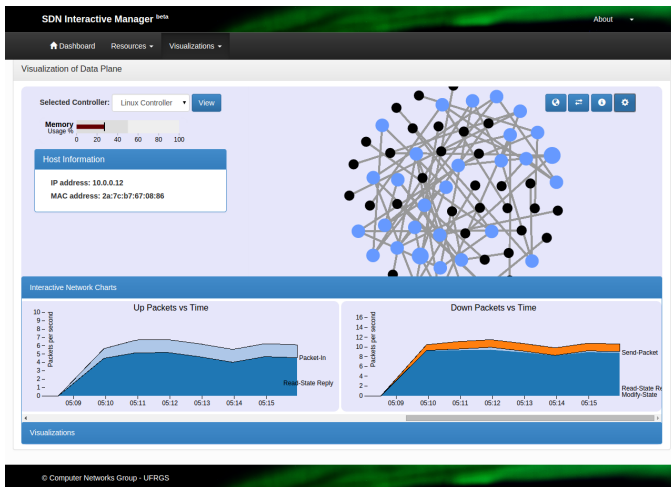 SDN Interactive Manager beta
About
Dashboard Resources Visualizations
Visualization of Data Plane
Selected Controller: Linux Controller View
Memory
Usage %
0 20 40 60 80 100
Host Information
IP address: 10.0.0.12
MAC address: 2a:7c:b7:67:08:86
Interactive Network Charts
Up Packets vs Time
Packets per second
10
9
8
7
6
5
4
3
2
1
0
Packet-In
Read-State Reply
05:09 05:10 05:11 05:12 05:13 05:14 05:15
Down Packets vs Time
Packets per second
16
14
12
10
8
6
4
2
0
Send-Packet
Read-State Re
Modify-State
05:09 05:10 05:11 05:12 05:13 05:14 05:15
Visualizations
© Computer Networks Group - UFRGS